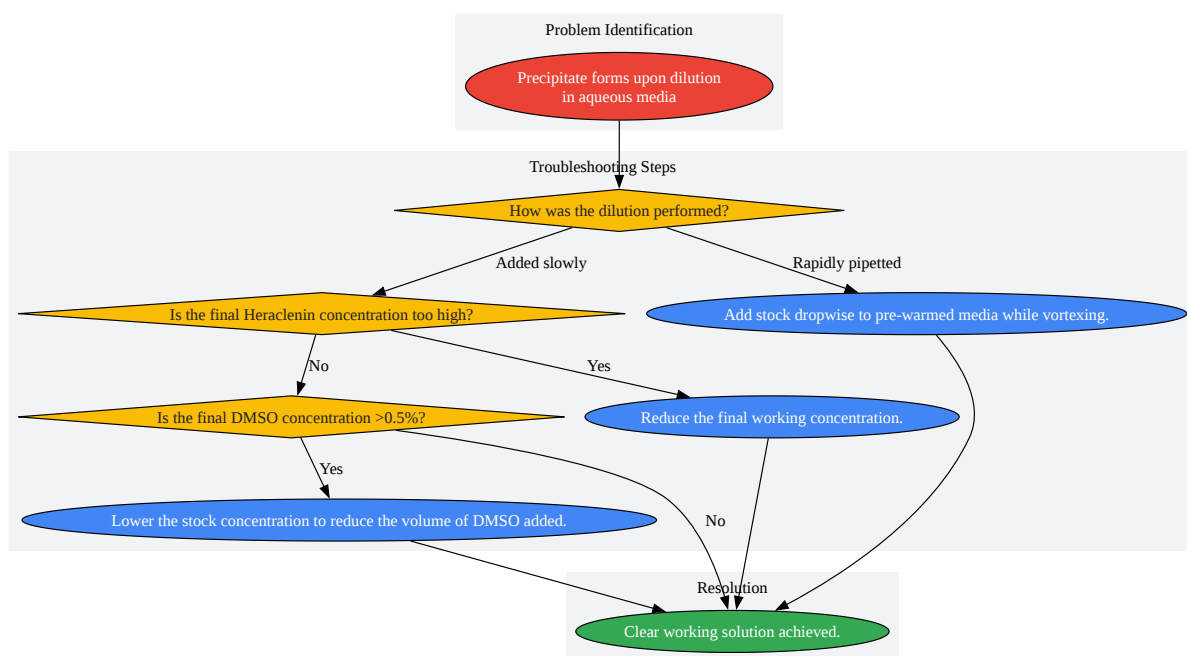 Problem Identification
Precipitate forms upon dilution
in aqueous media
Troubleshooting Steps
How was the dilution performed?
Added slowly
Rapidly pipetted
Is the final Heraclenin concentration too high?
Add stock dropwise to pre-warmed media while vortexing.
No
Yes
Is the final DMSO concentration >0.5%?
Reduce the final working concentration.
Yes
Lower the stock concentration to reduce the volume of DMSO added.
No
Resolution
Clear working solution achieved.